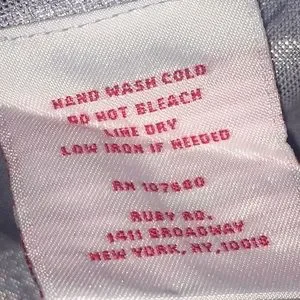 HAND WASH COLD
DO NOT BLEACH
LINE DRY
LOW IRON IF NEEDED
RN 107680
RUBY RD.
1411 BROADWAY
NEW YORK, NY, 10018